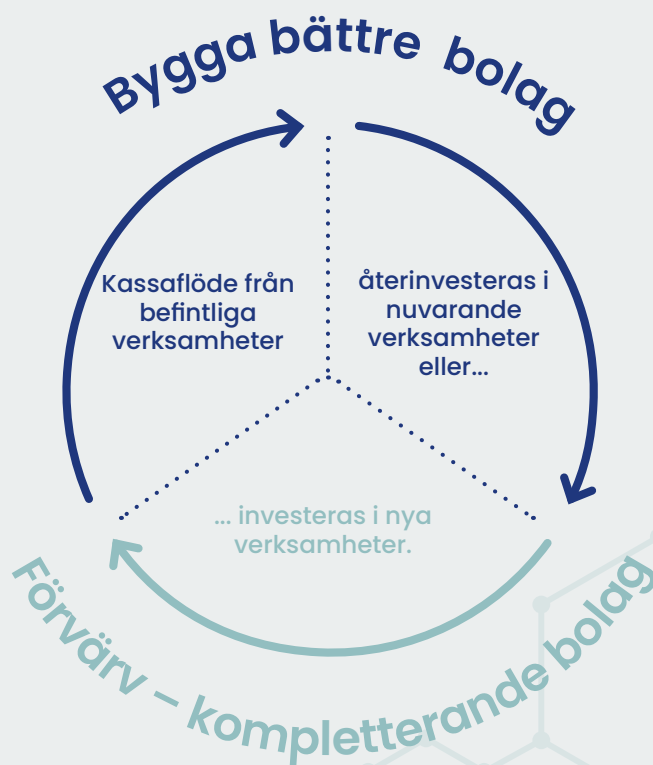 Bygga bättre bolag
Kassaflöde från
befintliga
verksamheter
återinvesteras i
nuvarande
verksamheter
eller...
... investeras i nya
verksamheter.
Förvärv – kompletterande bolag